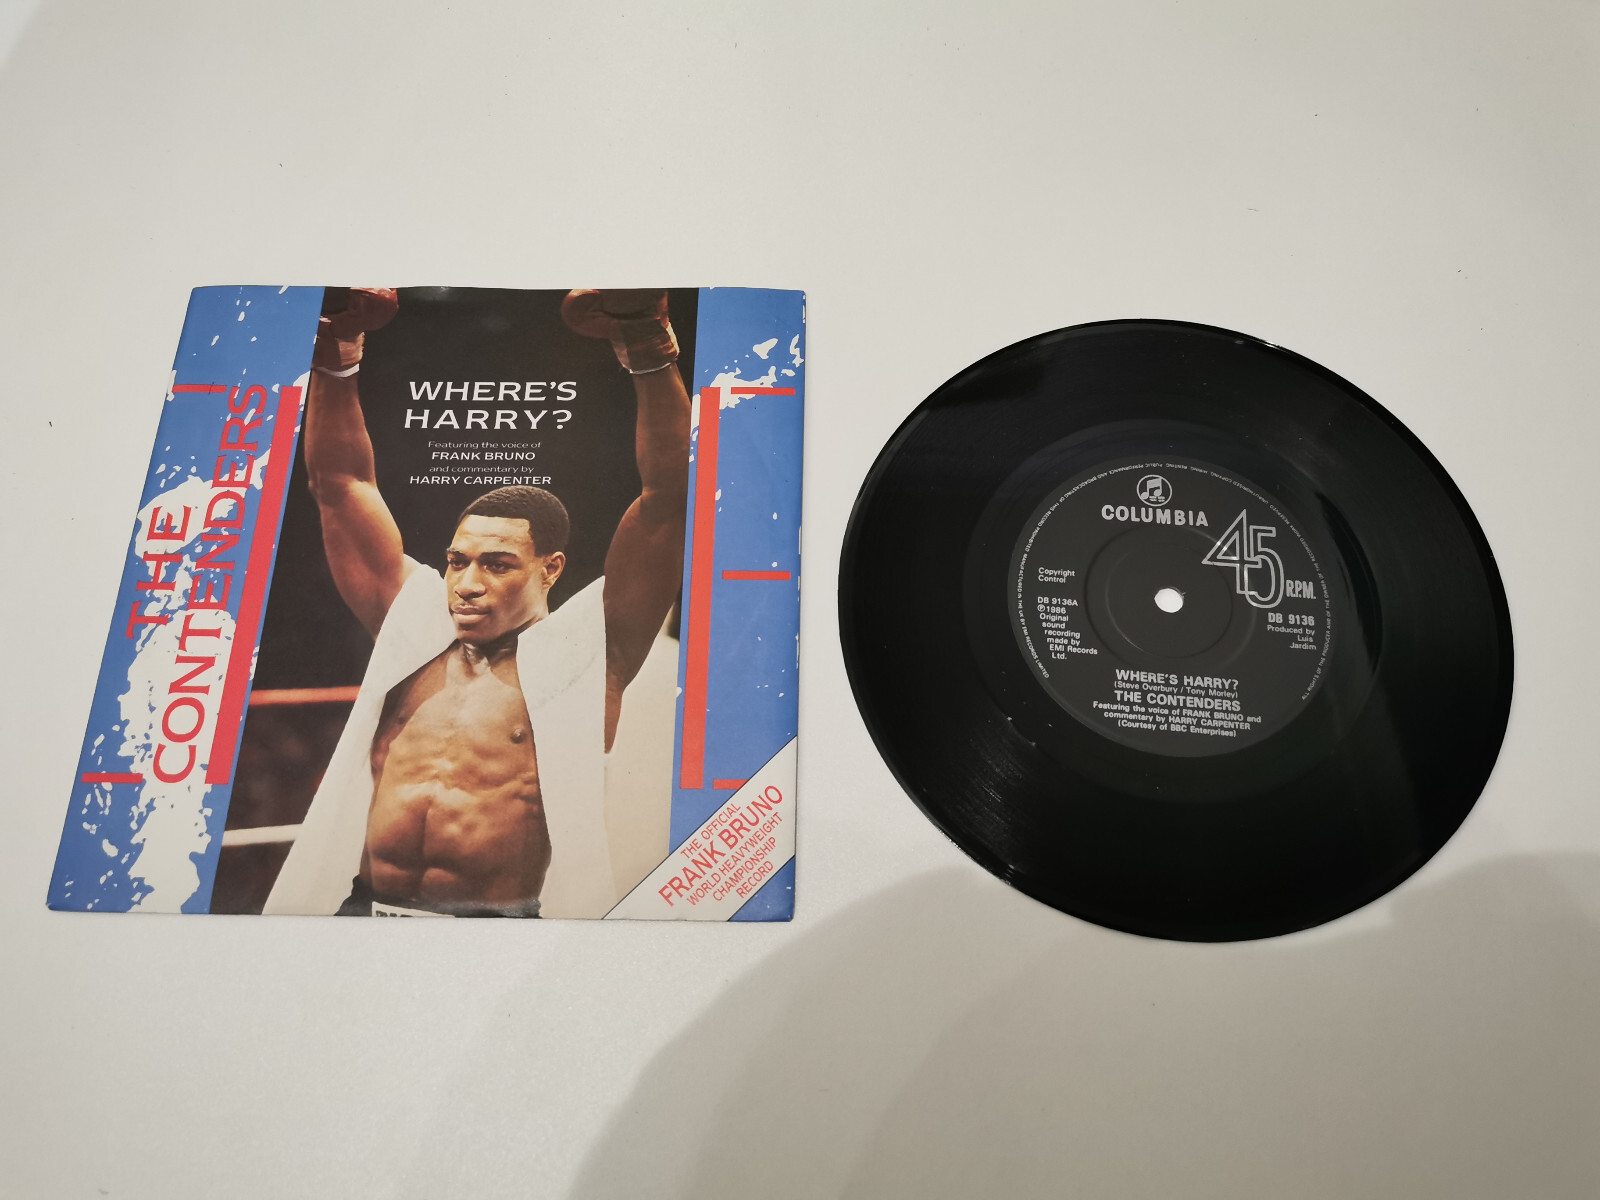 THE
CONTENDERS
WHERE'S
HARRY?
Featuring the voice of
FRANK BRUNO
and commentary by
HARRY CARPENTER
THE OFFICIAL
FRANK BRUNO
WORLD HEAVYWEIGHT
CHAMPIONSHIP
RECORD
COLUMBIA
45
R.P.M.
Copyright
Control
DB 9136A
Ⓟ1986
Original
sound
recording
made by
EMI Records
Ltd.
DB 9136
Produced by
Luis
Jardim
WHERE'S HARRY?
(Steve Overbury / Tony Morley)
THE CONTENDERS
Featuring the voice of FRANK BRUNO and
commentary by HARRY CARPENTER
(Courtesy of BBC Enterprises)